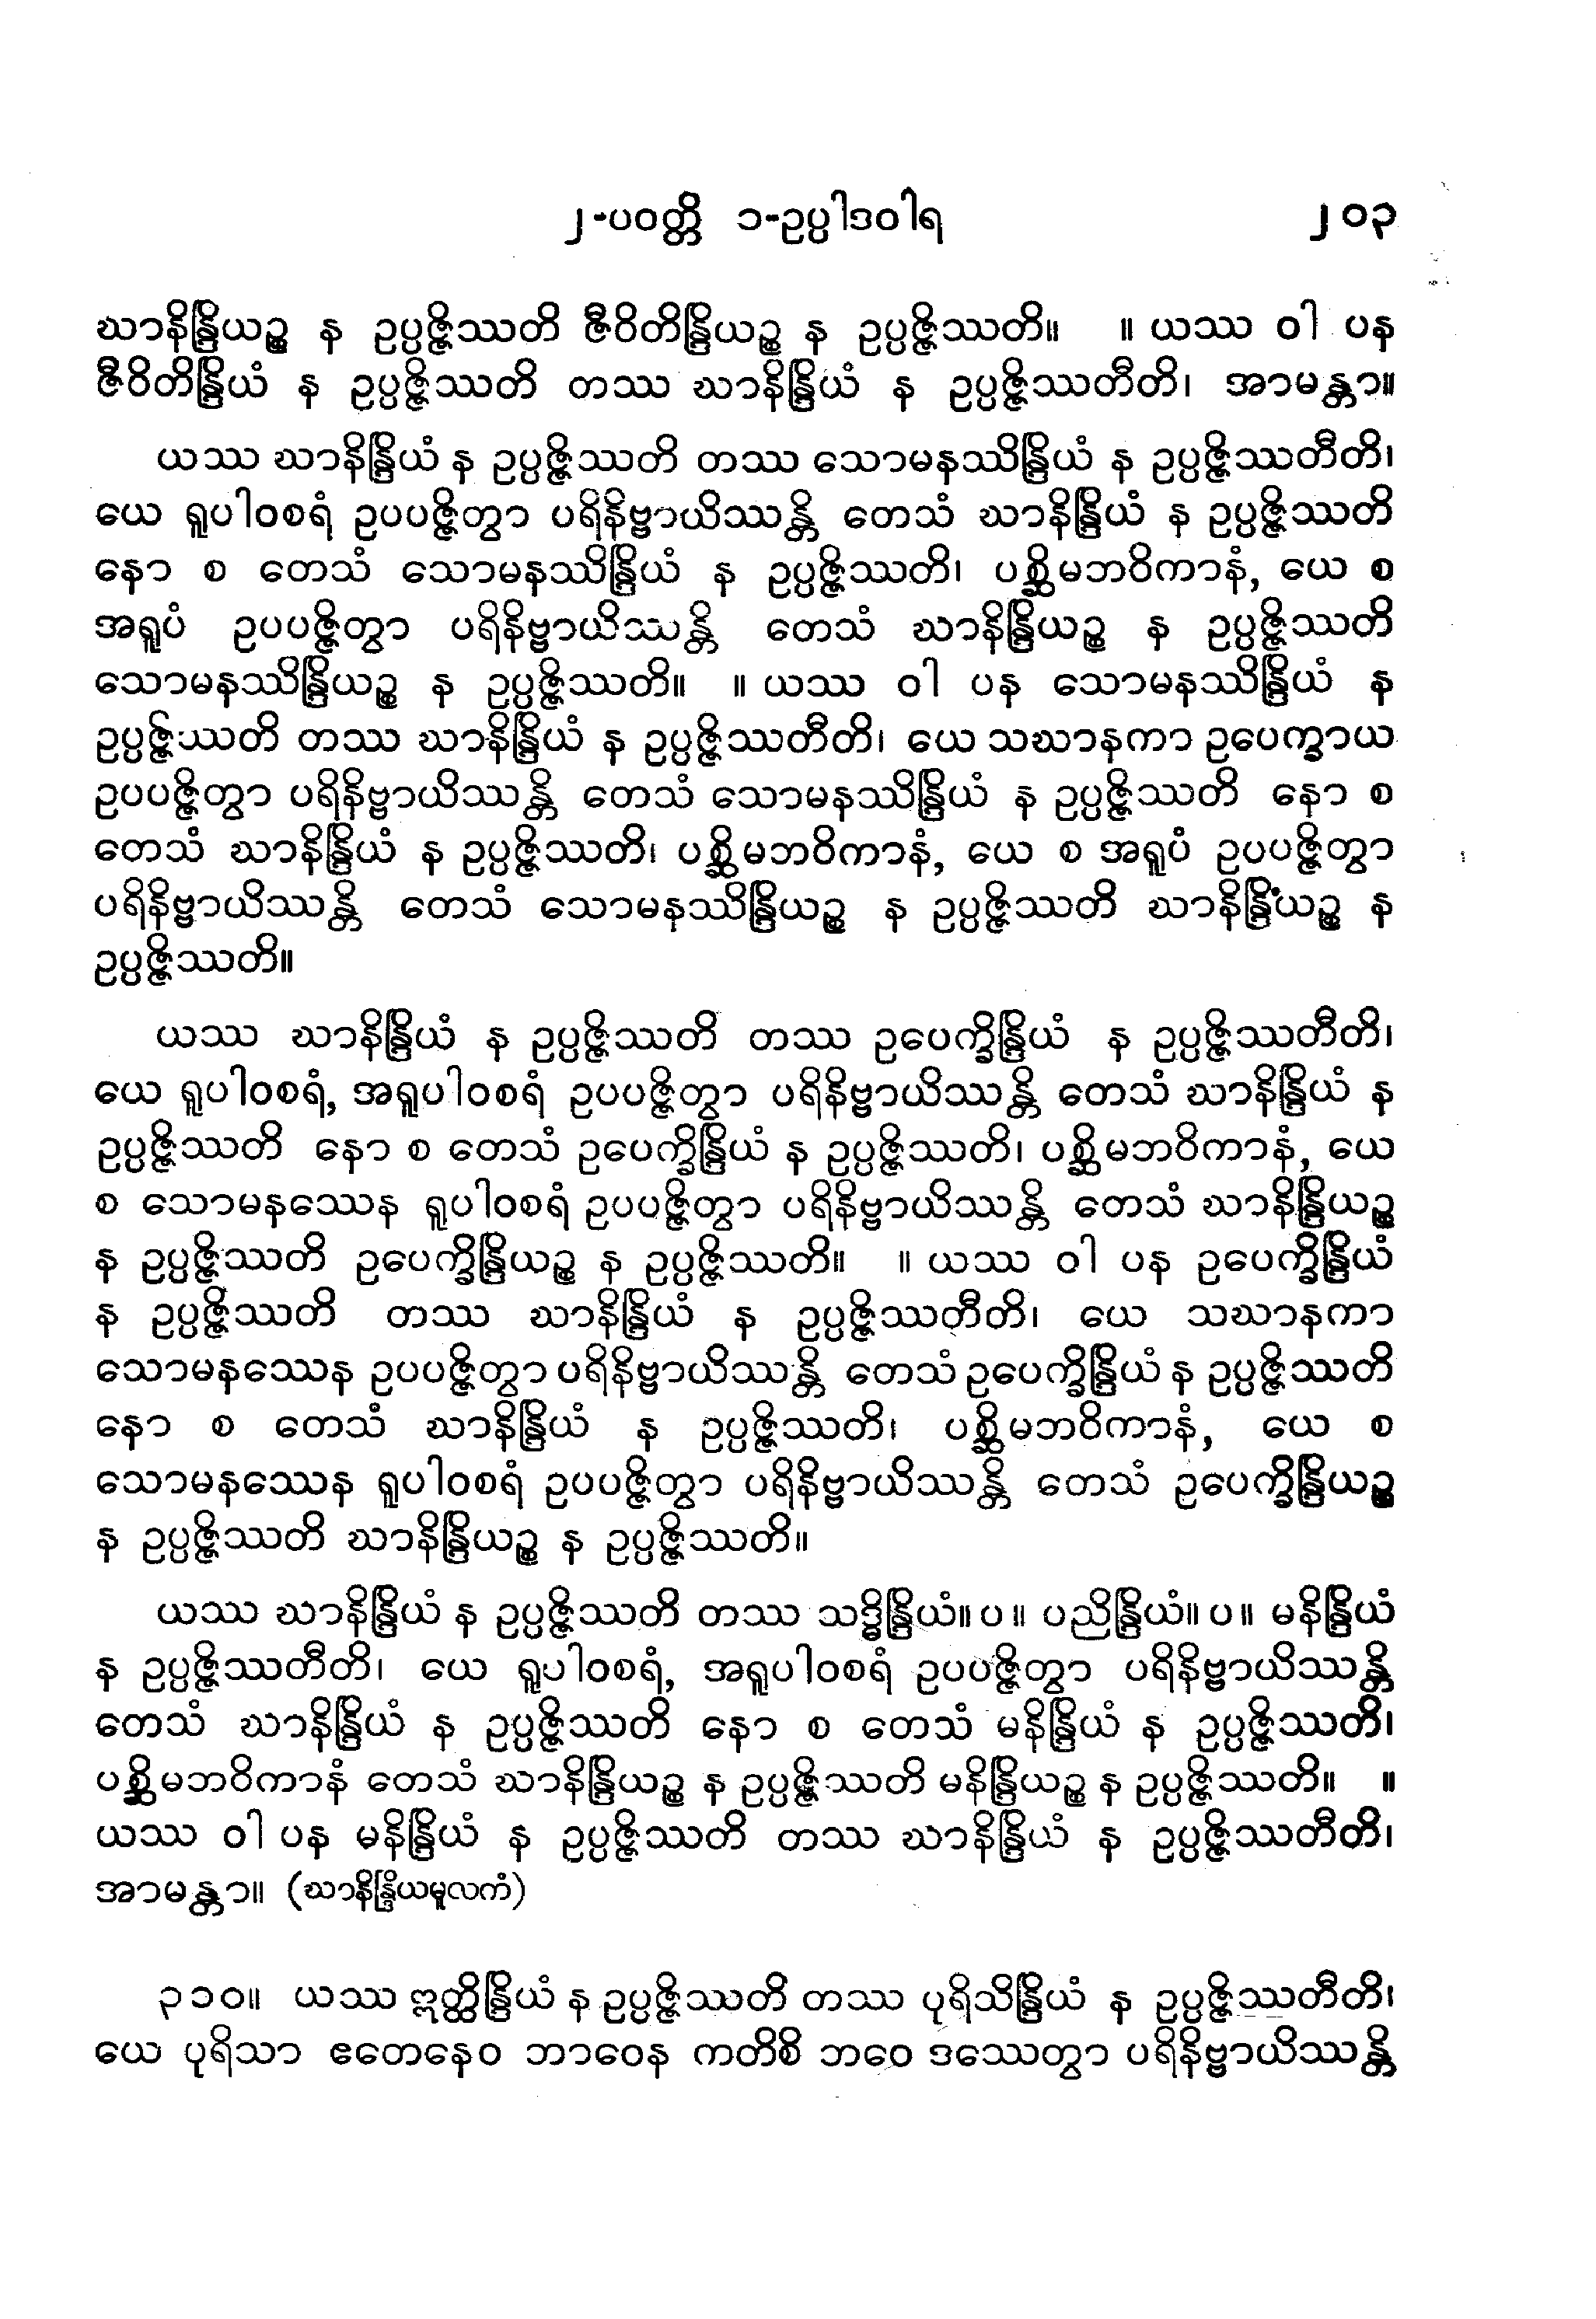 ၂-ပဝတ္တိ ၁-ဥပ္ပါဒဝါရ ၂၀၃
ဃာနိန္ဒြိယဉ္စ န ဥပ္ပဇ္ဇိဿတိ ဇီဝိတိန္ဒြိယဉ္စ န ဥပ္ပဇ္ဇိဿတိ။ ။ ယဿ ဝါ ပန
ဇီဝိတိန္ဒြိယံ န ဥပ္ပဇ္ဇိဿတိ တဿ ဃာနိန္ဒြိယံ န ဥပ္ပဇ္ဇိဿတီတိ၊ အာမန္တာ။
ယဿ ဃာနိန္ဒြိယံ န ဥပ္ပဇ္ဇိဿတိ တဿ သောမနဿိန္ဒြိယံ န ဥပ္ပဇ္ဇိဿတီတိ၊
ယေ ရူပါဝစရံ ဥပပဇ္ဇိတွာ ပရိနိဗ္ဗာယိဿန္တိ တေသံ ဃာနိန္ဒြိယံ န ဥပ္ပဇ္ဇိဿတိ
နော စ တေသံ သောမနဿိန္ဒြိယံ န ဥပ္ပဇ္ဇိဿတိ၊ ပစ္ဆိမဘဝိကာနံ, ယေ စ
အရူပံ ဥပပဇ္ဇိတွာ ပရိနိဗ္ဗာယိဿန္တိ တေသံ ဃာနိန္ဒြိယဉ္စ န ဥပ္ပဇ္ဇိဿတိ
သောမနဿိန္ဒြိယဉ္စ န ဥပ္ပဇ္ဇိဿတိ။ ။ ယဿ ဝါ ပန သောမနဿိန္ဒြိယံ န
ဥပ္ပဇ္ဇိဿတိ တဿ ဃာနိန္ဒြိယံ န ဥပ္ပဇ္ဇိဿတီတိ၊ ယေ သဃာနကာ ဥပေက္ခာယ
ဥပပဇ္ဇိတွာ ပရိနိဗ္ဗာယိဿန္တိ တေသံ သောမနဿိန္ဒြိယံ န ဥပ္ပဇ္ဇိဿတိ နော စ
တေသံ ဃာနိန္ဒြိယံ န ဥပ္ပဇ္ဇိဿတိ၊ ပစ္ဆိမဘဝိကာနံ, ယေ စ အရူပံ ဥပပဇ္ဇိတွာ
ပရိနိဗ္ဗာယိဿန္တိ တေသံ သောမနဿိန္ဒြိယဉ္စ န ဥပ္ပဇ္ဇိဿတိ ဃာနိန္ဒြိယဉ္စ န
ဥပ္ပဇ္ဇိဿတိ။
ယဿ ဃာနိန္ဒြိယံ န ဥပ္ပဇ္ဇိဿတိ တဿ ဥပေက္ခိန္ဒြိယံ န ဥပ္ပဇ္ဇိဿတီတိ၊
ယေ ရူပါဝစရံ, အရူပါဝစရံ ဥပပဇ္ဇိတွာ ပရိနိဗ္ဗာယိဿန္တိ တေသံ ဃာနိန္ဒြိယံ န
ဥပ္ပဇ္ဇိဿတိ နော စ တေသံ ဥပေက္ခိန္ဒြိယံ န ဥပ္ပဇ္ဇိဿတိ၊ ပစ္ဆိမဘဝိကာနံ, ယေ
စ သောမနဿေန ရူပါဝစရံ ဥပပဇ္ဇိတွာ ပရိနိဗ္ဗာယိဿန္တိ တေသံ ဃာနိန္ဒြိယဉ္စ
န ဥပ္ပဇ္ဇိဿတိ ဥပေက္ခိန္ဒြိယဉ္စ န ဥပ္ပဇ္ဇိဿတိ။ ။ ယဿ ဝါ ပန ဥပေက္ခိန္ဒြိယံ
န ဥပ္ပဇ္ဇိဿတိ တဿ ဃာနိန္ဒြိယံ န ဥပ္ပဇ္ဇိဿတီတိ၊ ယေ သဃာနကာ
သောမနဿေန ဥပပဇ္ဇိတွာ ပရိနိဗ္ဗာယိဿန္တိ တေသံ ဥပေက္ခိန္ဒြိယံ န ဥပ္ပဇ္ဇိဿတိ
နော စ တေသံ ဃာနိန္ဒြိယံ န ဥပ္ပဇ္ဇိဿတိ၊ ပစ္ဆိမဘဝိကာနံ, ယေ စ
သောမနဿေန ရူပါဝစရံ ဥပပဇ္ဇိတွာ ပရိနိဗ္ဗာယိဿန္တိ တေသံ ဥပေက္ခိန္ဒြိယဉ္စ
န ဥပ္ပဇ္ဇိဿတိ ဃာနိန္ဒြိယဉ္စ န ဥပ္ပဇ္ဇိဿတိ။
ယဿ ဃာနိန္ဒြိယံ န ဥပ္ပဇ္ဇိဿတိ တဿ သဒ္ဓိန္ဒြိယံ။ ပ ။ ပညိန္ဒြိယံ။ ပ ။ မနိန္ဒြိယံ
န ဥပ္ပဇ္ဇိဿတီတိ၊ ယေ ရူပါဝစရံ, အရူပါဝစရံ ဥပပဇ္ဇိတွာ ပရိနိဗ္ဗာယိဿန္တိ
တေသံ ဃာနိန္ဒြိယံ န ဥပ္ပဇ္ဇိဿတိ နော စ တေသံ မနိန္ဒြိယံ န ဥပ္ပဇ္ဇိဿတိ၊
ပစ္ဆိမဘဝိကာနံ တေသံ ဃာနိန္ဒြိယဉ္စ န ဥပ္ပဇ္ဇိဿတိ မနိန္ဒြိယဉ္စ န ဥပ္ပဇ္ဇိဿတိ။ ။
ယဿ ဝါ ပန မနိန္ဒြိယံ န ဥပ္ပဇ္ဇိဿတိ တဿ ဃာနိန္ဒြိယံ န ဥပ္ပဇ္ဇိဿတီတိ၊
အာမန္တာ။ (ဃာနိန္ဒြိယမူလကံ)
၃၁၀။ ယဿ ဣတ္ထိန္ဒြိယံ န ဥပ္ပဇ္ဇိဿတိ တဿ ပုရိသိန္ဒြိယံ န ဥပ္ပဇ္ဇိဿတီတိ၊
ယေ ပုရိသာ ဧတေနေဝ ဘာဝေန ကတိစိ ဘဝေ ဒဿေတွာ ပရိနိဗ္ဗာယိဿန္တိ